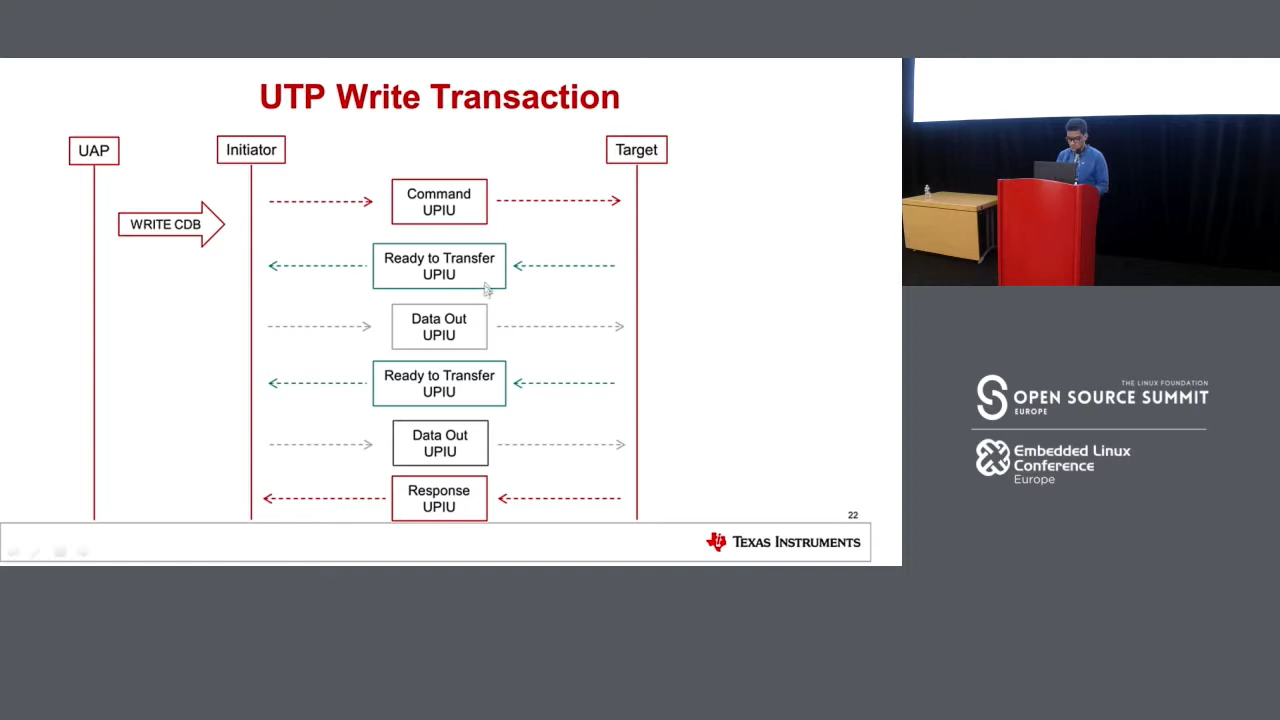 UTP Write Transaction
UAP
Initiator
Target
Command
UPIU
WRITE CDB
Ready to Transfer
UPIU
Data Out
UPIU
Ready to Transfer
UPIU
Data Out
UPIU
Response
UPIU
22
TEXAS INSTRUMENTS
THE LINUX FOUNDATION
OPEN SOURCE SUMMIT
EUROPE
Embedded Linux
Conference
Europe